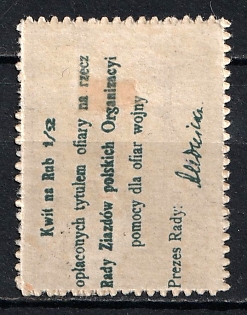 Kwit na Rub 1/52
opłaconych tytułem ofiary na rzecz
Rady Zjazdów polskich Organizacyi
pomocy dla ofiar wojny
Prezes Rady: